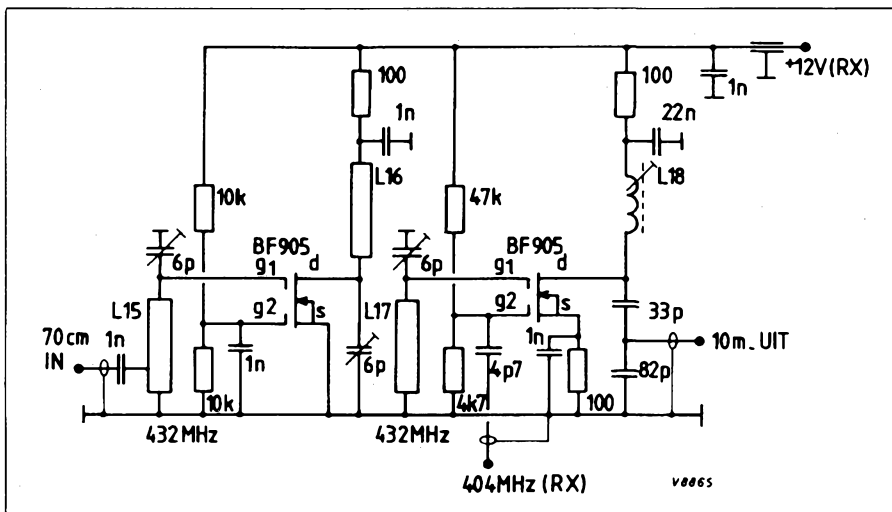 100
1n
+12V(RX)
1n
100
22n
L16
L18
10k
47k
6p
BF905
g1
d
g2
s
6p
BF905
g1
d
g2
s
L15
L17
33p
70cm
IN
1n
1n
6p
4p7
1n
10m_UIT
82p
10k
4k7
100
432MHz
432MHz
404MHz (RX)
V8865